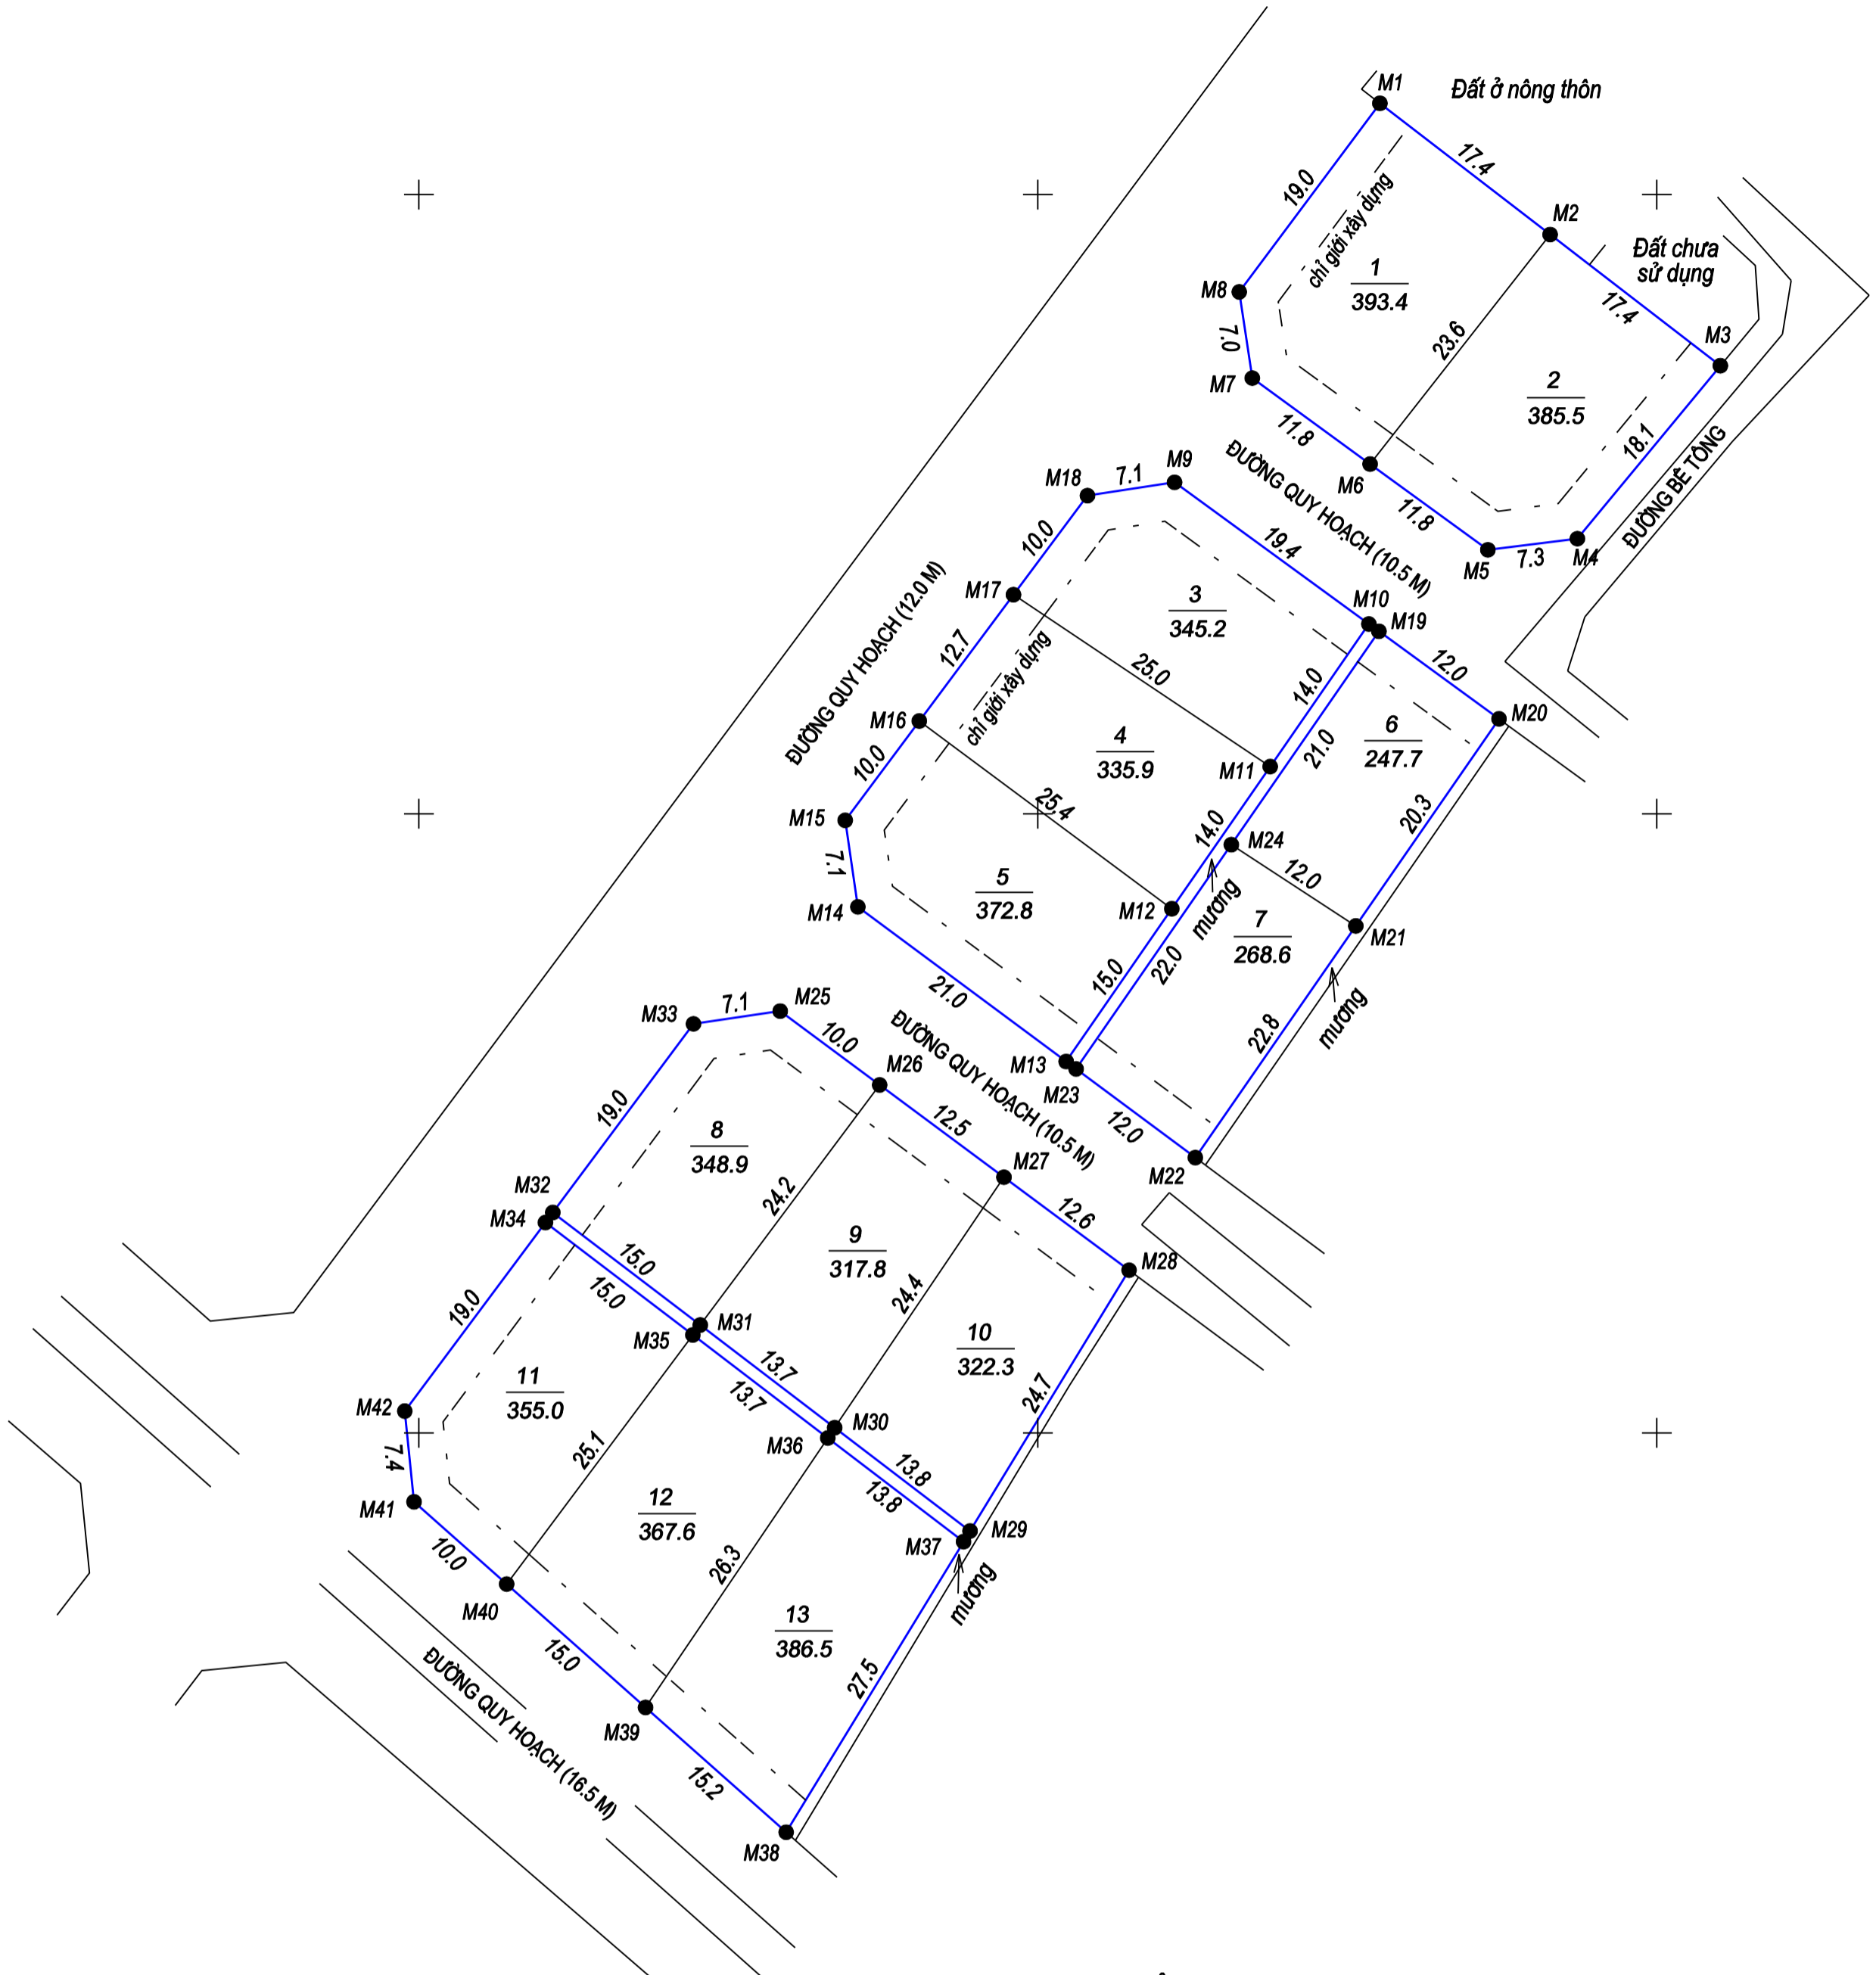 M1
Đất ở nông thôn
17.4
19.0
chỉ giới xây dựng
M2
Đất chưa
sử dụng
1
393.4
M8
17.4
7.0
23.6
M3
M7
2
385.5
11.8
18.1
ĐƯỜNG BÊ TÔNG
M6
11.8
M5
7.3
M4
ĐƯỜNG QUY HOẠCH (10.5 M)
M18
7.1
M9
10.0
19.4
M17
3
345.2
M10
M19
12.0
ĐƯỜNG QUY HOẠCH (12.0 M)
12.7
chỉ giới xây dựng
25.0
14.0
M20
M16
4
335.9
M11
21.0
6
247.7
10.0
25.4
20.3
M15
14.0
M24
7.1
5
372.8
12.0
M14
M12
mương
7
268.6
M21
21.0
15.0
22.0
22.8
mương
M33
7.1
M25
10.0
ĐƯỜNG QUY HOẠCH (10.5 M)
M13
M23
M26
12.0
19.0
12.5
M22
8
348.9
M27
M32
M34
24.2
12.6
9
317.8
M28
15.0
15.0
24.4
19.0
M31
M35
10
322.3
13.7
13.7
24.7
11
355.0
M42
M30
M36
7.4
25.1
13.8
13.8
M41
12
367.6
M29
M37
10.0
26.3
mương
M40
13
386.5
15.0
27.5
ĐƯỜNG QUY HOẠCH (16.5 M)
M39
15.2
M38